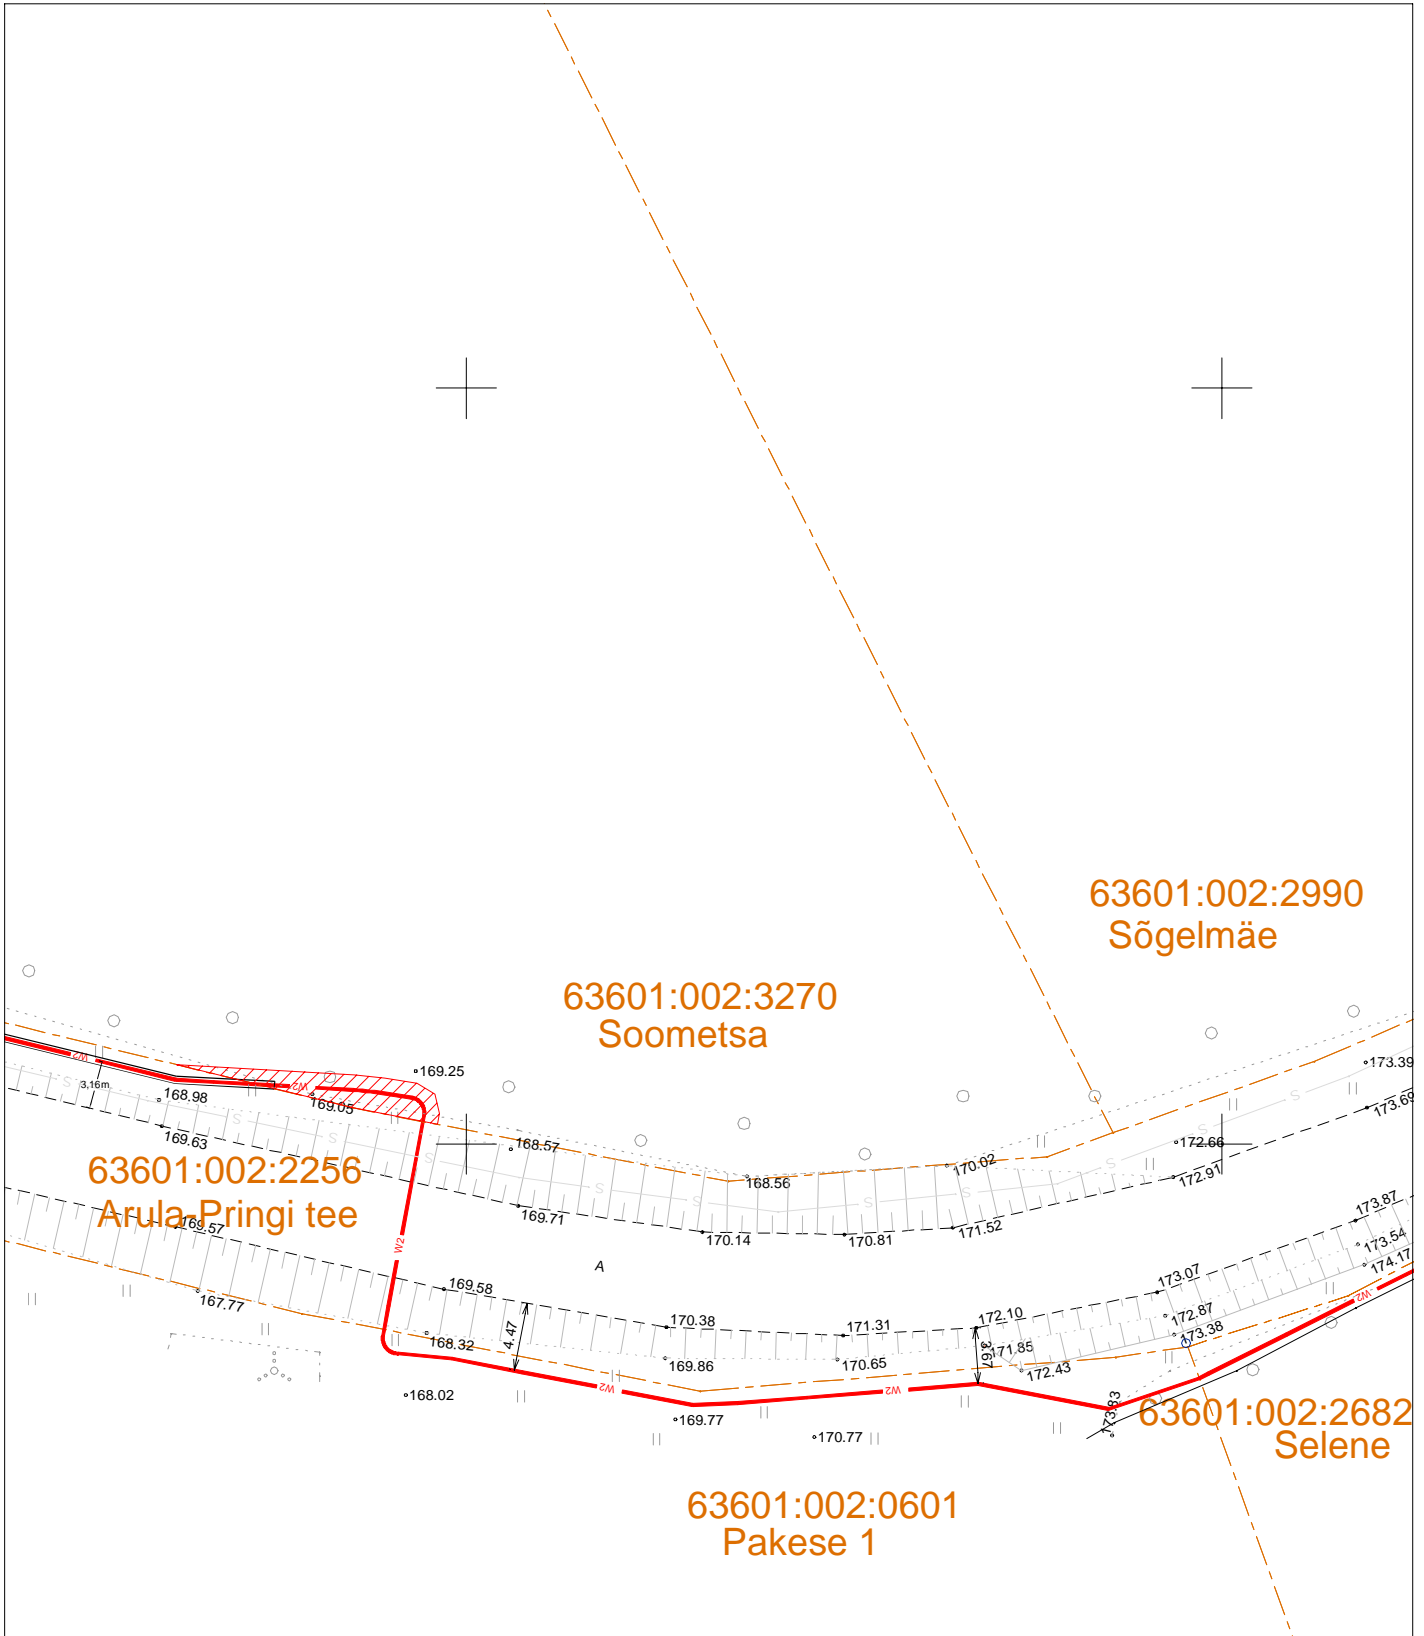 63601:002:2990
Sõgelmäe
63601:002:3270
Soometsa
W2
3,16m
168.98
169.63
W2
169.05
169.25
168.57
S
S
S
S
S
S
S
S
S
S
168.56
170.02
172.66
172.91
173.39
173.69
63601:002:2256
Arula-Pringi tee
169.57
167.77
W2
169.71
170.14
170.81
171.52
A
169.58
4.47
168.32
168.02
170.38
169.86
171.31
170.65
172.10
3.67
171.85
172.43
173.07
172.87
173.38
173.87
173.54
174.17
W2
W2
W2
169.77
170.77
173.83
63601:002:2682
Selene
63601:002:0601
Pakese 1